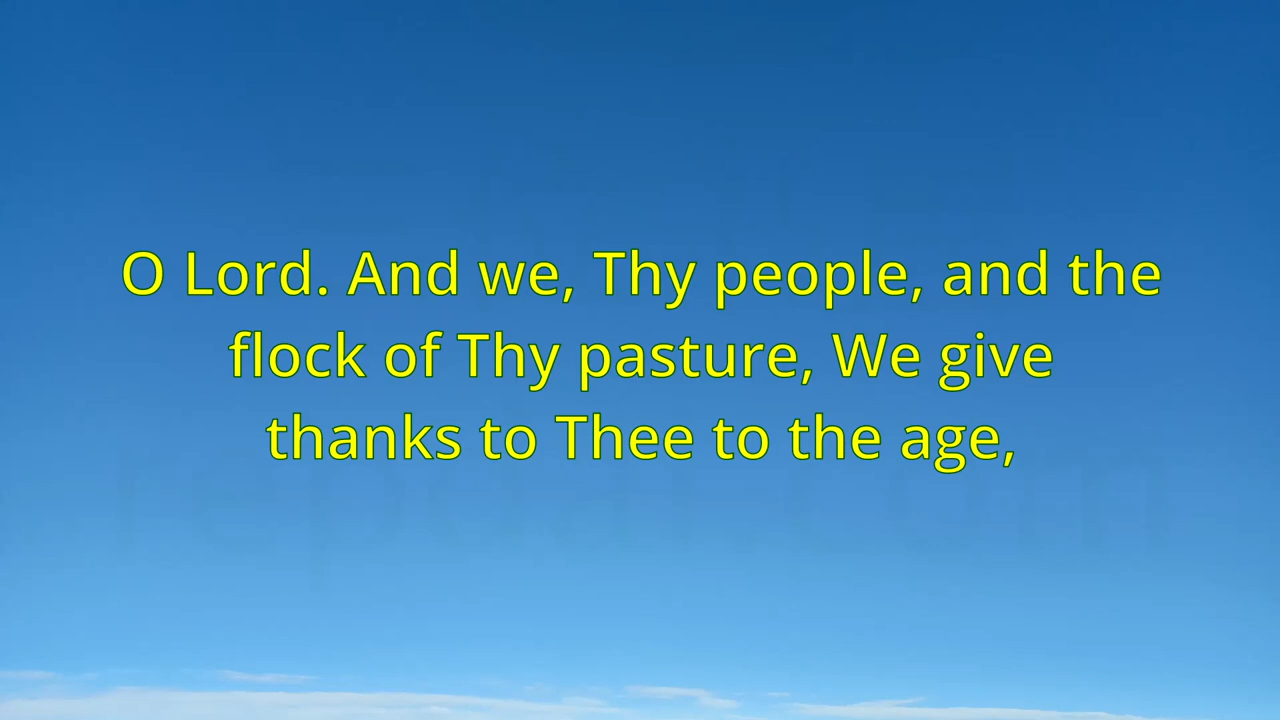 O Lord. And we, Thy people, and the
flock of Thy pasture, We give
thanks to Thee to the age,